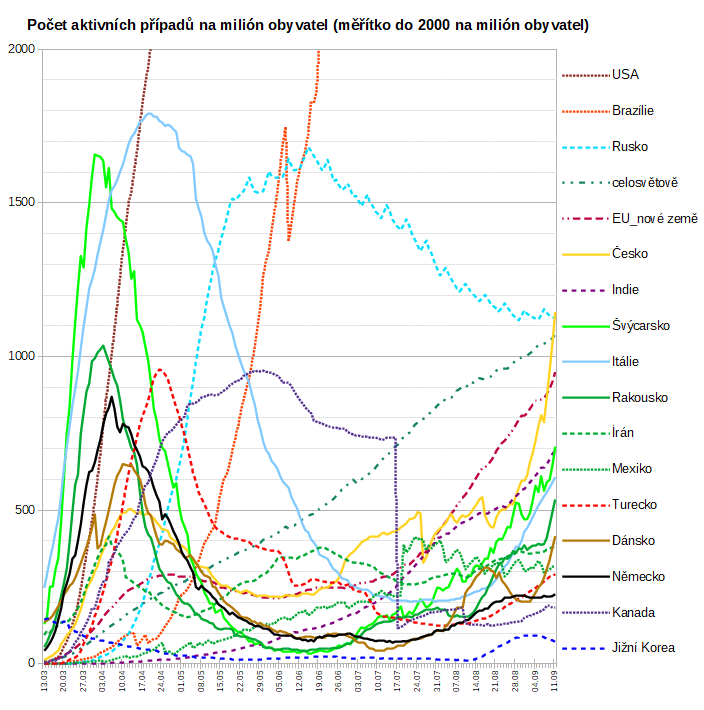 Počet aktivních případů na milión obyvatel (měřítko do 2000 na milión obyvatel)
2000
1500
1000
500
0
13.03
20.03
27.03
03.04
10.04
17.04
24.04
01.05
08.05
15.05
22.05
29.05
05.06
12.06
19.06
26.06
03.07
10.07
17.07
24.07
31.07
07.08
14.08
21.08
28.08
04.09
11.09
USA
Brazílie
Rusko
celosvětově
EU_nové země
Česko
Indie
Švýcarsko
Itálie
Rakousko
Írán
Mexiko
Turecko
Dánsko
Německo
Kanada
Jižní Korea